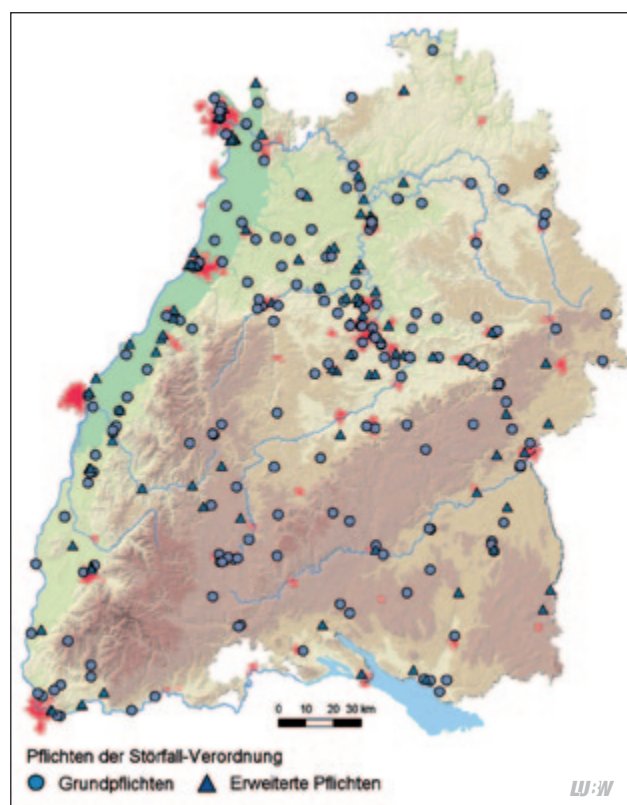 0 10 20 30 km
Pflichten der Störfall-Verordnung
Grundpflichten
Erweiterte Pflichten
LUBW